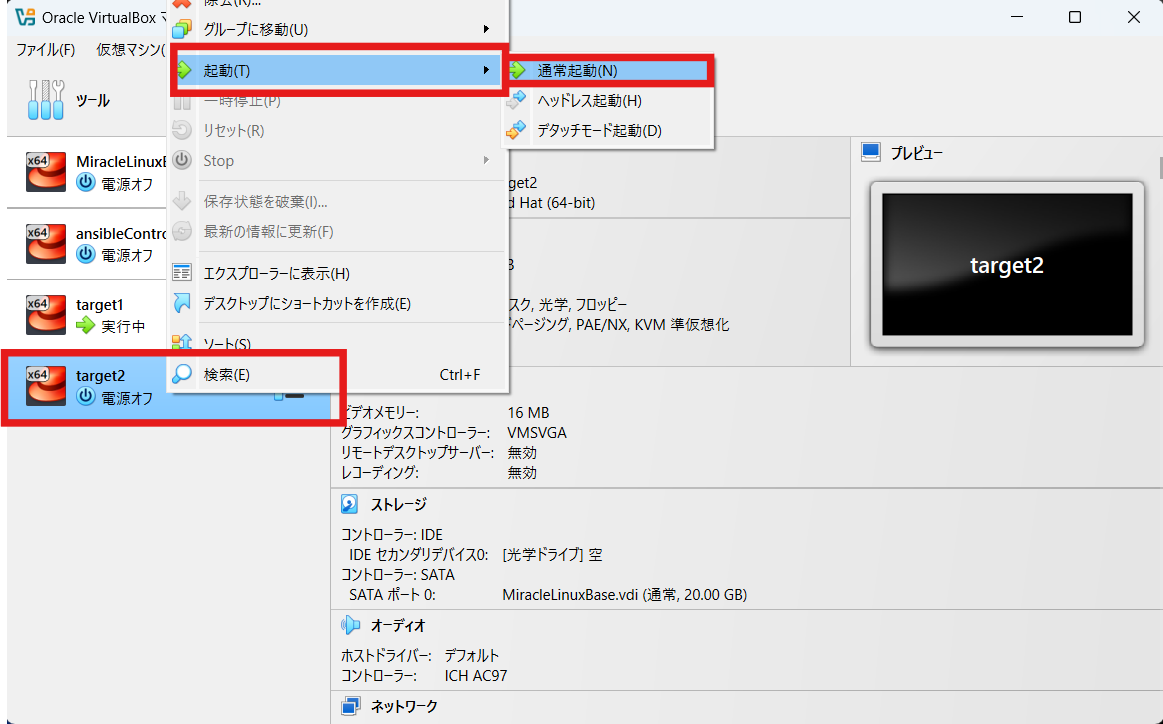 Oracle VirtualBox
ファイル(F) 仮想マシン(
ツール
MiracleLinuxB
電源オフ
ansibleContro
電源オフ
target1
実行中
target2
電源オフ
除去(R)...
グループに移動(U)
起動(T)
一時停止(P)
リセット(R)
Stop
保存状態を破棄(I)...
最新の情報に更新(F)
エクスプローラーに表示(H)
デスクトップにショートカットを作成(E)
ソート(S)
検索(E) Ctrl+F
通常起動(N)
ヘッドレス起動(H)
デタッチモード起動(D)
プレビュー
target2
get2
d Hat (64-bit)
スク, 光学, フロッピー
ページング, PAE/NX, KVM 準仮想化
ビデオメモリー: 16 MB
グラフィックスコントローラー: VMSVGA
リモートデスクトップサーバー: 無効
レコーディング: 無効
ストレージ
コントローラー: IDE
IDE セカンダリデバイス0: [光学ドライブ] 空
コントローラー: SATA
SATA ポート 0: MiracleLinuxBase.vdi (通常, 20.00 GB)
オーディオ
ホストドライバー: デフォルト
コントローラー: ICH AC97
ネットワーク